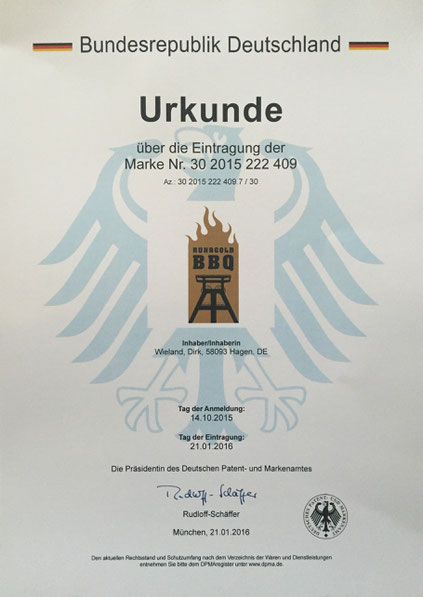 Bundesrepublik Deutschland
Urkunde
über die Eintragung der
Marke Nr. 30 2015 222 409
Az.: 30 2015 222 409.7 / 30
RUHRGOLD
BBQ
Inhaber/Inhaberin
Wieland, Dirk, 58093 Hagen, DE
Tag der Anmeldung:
14.10.2015
Tag der Eintragung:
21.01.2016
Die Präsidentin des Deutschen Patent- und Markenamtes
Rudloff-Schäffer
Rudloff-Schäffer
München, 21.01.2016
DEUTSCHES PATENT- UND MARKENAMT
Den aktuellen Rechtsstand und Schutzumfang nach dem Verzeichnis der Waren und Dienstleistungen
entnehmen Sie bitte dem DPMAregister unter www.dpma.de.